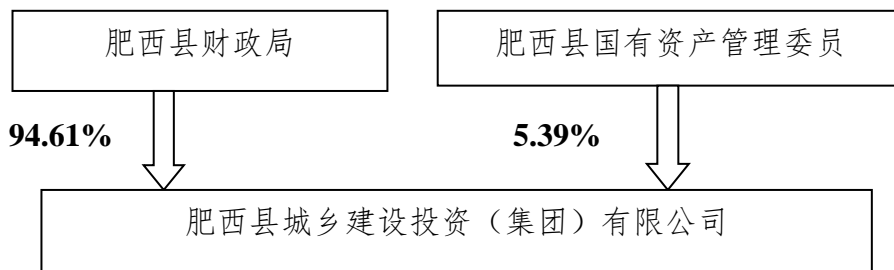 肥西县财政局
肥西县国有资产管理委员
94.61%
5.39%
肥西县城乡建设投资（集团）有限公司